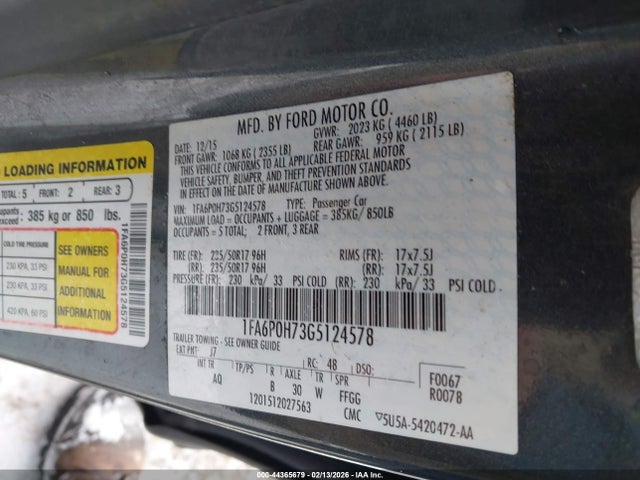 LOADING INFORMATION
TOTAL: 5 FRONT: 2 REAR: 3
385 kg or 850 lbs.
COLD TIRE PRESSURE
230 KPA, 33 PSI
230 KPA, 33 PSI
420 KPA, 60 PSI
SEE OWNERS
MANUAL FOR
ADDITIONAL
INFORMATION
1FA6P0H73G5124578
MFD. BY FORD MOTOR CO.
12/15 GVWR: 2023 KG ( 4460 LB)
FRONT GAWR: 1068 KG ( 2355 LB) REAR GAWR: 959 KG ( 2115 LB)
THIS VEHICLE CONFORMS TO ALL APPLICABLE FEDERAL MOTOR
VEHICLE SAFETY, BUMPER, AND THEFT PREVENTION STANDARDS
IN EFFECT ON THE DATE OF MANUFACTURE SHOWN ABOVE.
VIN: 1FA6P0H73G5124578 TYPE: Passenger Car
MAXIMUM LOAD = OCCUPANTS + LUGGAGE = 385KG/850LB
OCCUPANTS = 5 TOTAL; 2 FRONT, 3 REAR
TIRE (FR): 225/50R17 96H RIMS (FR): 17x7.5J
(RR): 235/50R17 96H (RR): 17x7.5J
PRESSURE(FR): 230 kPa/ 33 PSI COLD (RR): 230 kPa/ 33 PSI COLD
1FA6P0H73G5124578
TRAILER TOWING - SEE OWNER GUIDE
EXT PNT: J7 RC: 48 DSO:
INT TR TP/PS R AXLE TR SPR
AQ B 30 W FFGG
1201512027563 CMC
F0067
R0078
▽5U5A-5420472-AA
000-44365679 - 02/13/2026 - IAAI Branding